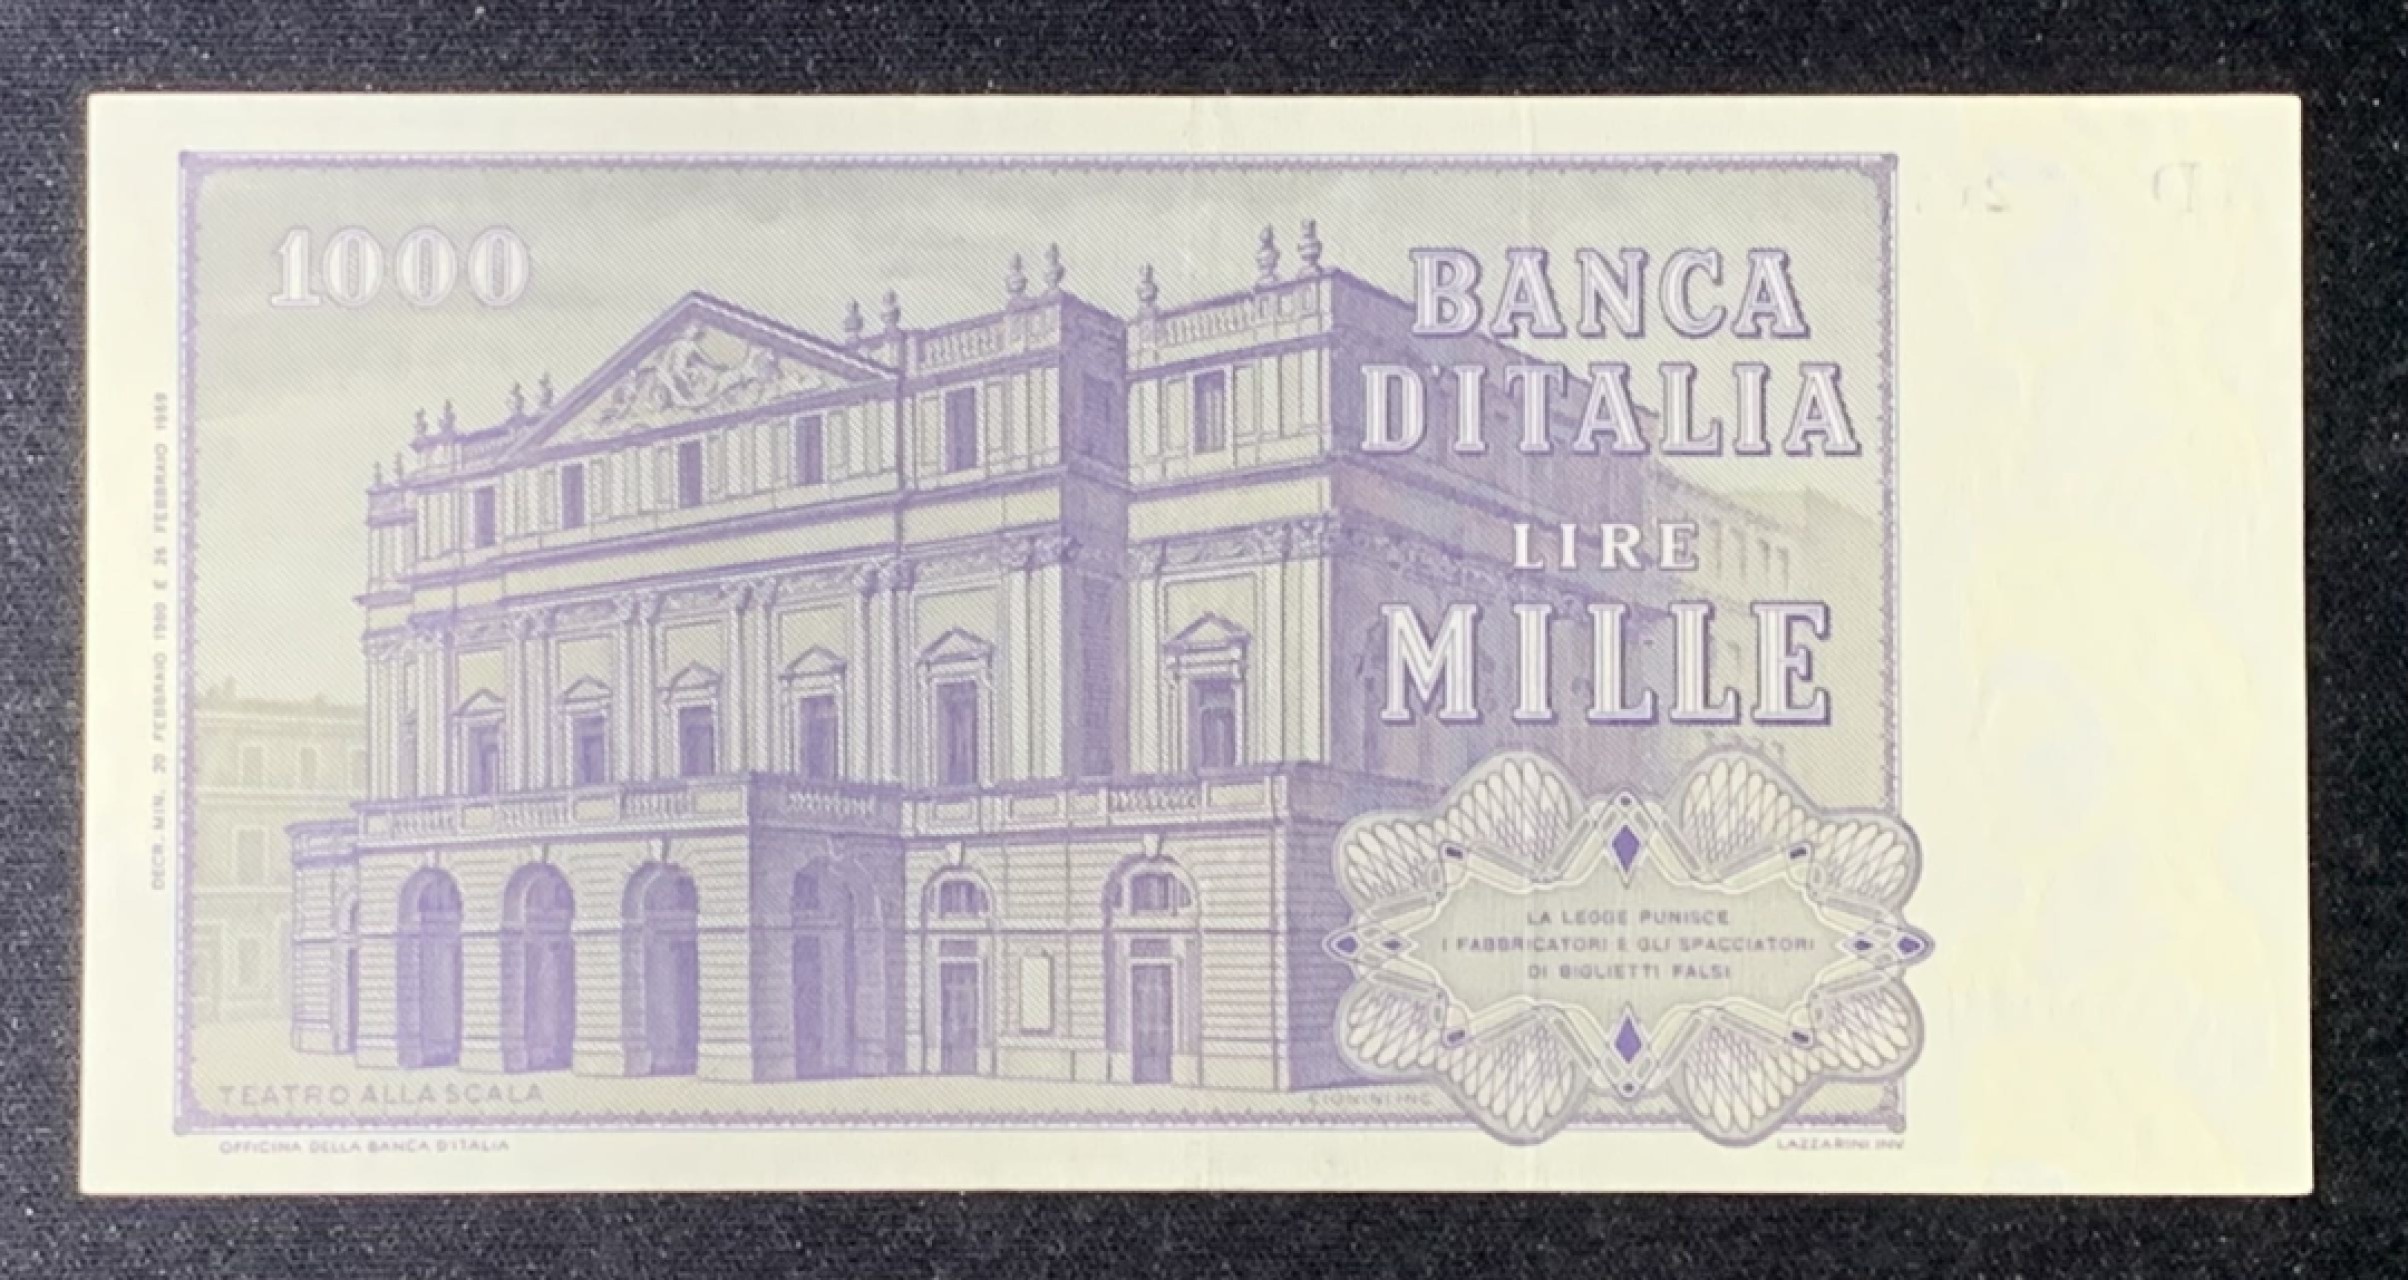 1000
BANCA
D'ITALIA
LIRE
MILLE
LA LEGGE PUNISCE
I FABBRICATORI E GLI SPACCIATORI
DI BIGLIETTI FALSI
TEATRO ALLA SCALA
OFFICINA DELLA BANCA D'ITALIA
LAZZARINI INV
DECR. MIN. 20 FEBBRAIO 1980 E 25 FEBBRAIO 1969